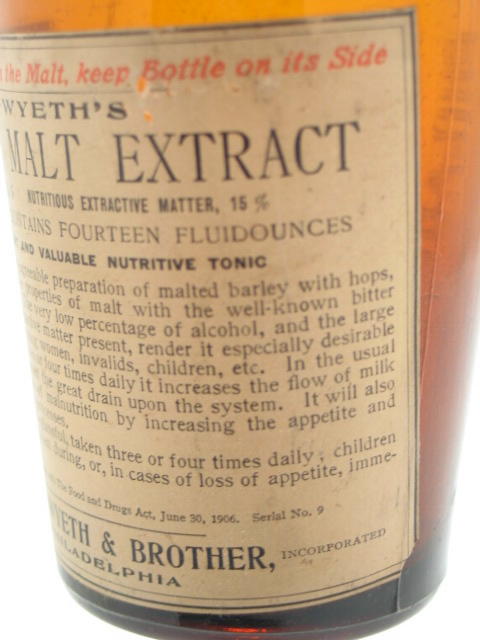 the Malt, keep Bottle on its Side
WYETH'S
MALT EXTRACT
NUTRITIOUS EXTRACTIVE MATTER, 15 %
FOURTEEN FLUIDOUNCES
AND VALUABLE NUTRITIVE TONIC
preparation of malted barley with hops,
properties of malt with the well-known bitter
very low percentage of alcohol, and the large
matter present, render it especially desirable
women, invalids, children, etc. In the usual
four times daily it increases the flow of milk
the great drain upon the system. It will also
malnutrition by increasing the appetite and
taken three or four times daily; children
during, or, in cases of loss of appetite, imme-
The Food and Drugs Act, June 30, 1906. Serial No. 9
& BROTHER, INCORPORATED